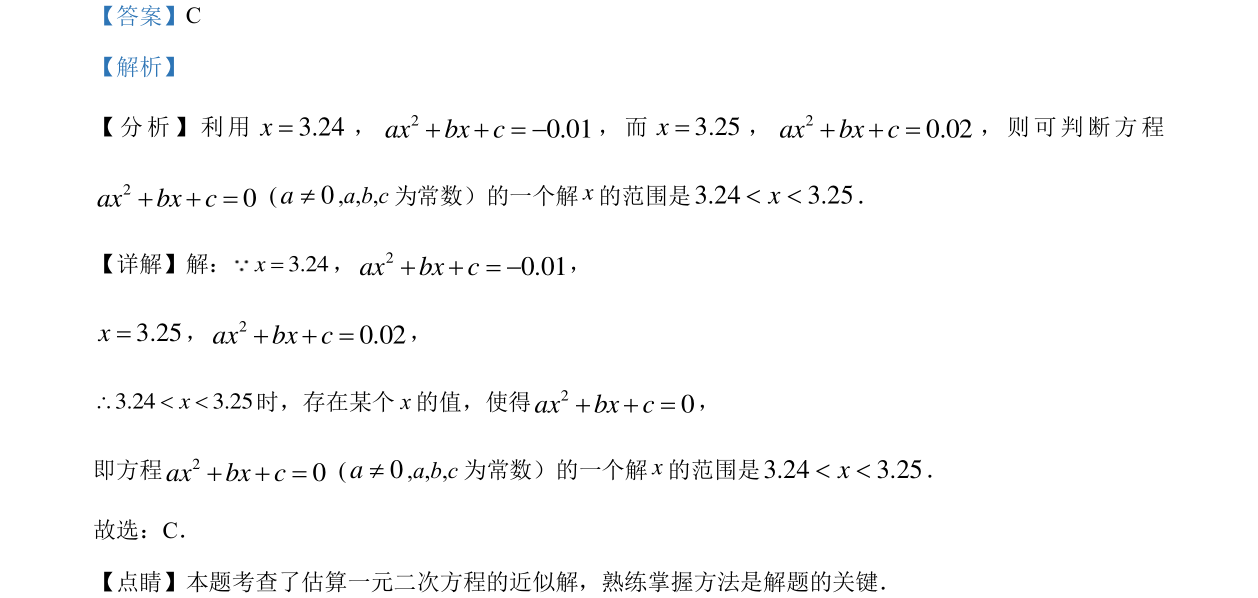 【答案】C
【解析】
【分析】利用 x = 3.24 ， ax² + bx + c = −0.01 ，而 x = 3.25 ， ax² + bx + c = 0.02 ，则可判断方程
ax² + bx + c = 0（a ≠ 0 ,a,b,c 为常数）的一个解 x 的范围是 3.24 < x < 3.25．
【详解】解：∵ x = 3.24 ， ax² + bx + c = −0.01，
x = 3.25 ， ax² + bx + c = 0.02 ，
∴ 3.24 < x < 3.25 时，存在某个 x 的值，使得 ax² + bx + c = 0 ，
即方程 ax² + bx + c = 0（a ≠ 0 ,a,b,c 为常数）的一个解 x 的范围是 3.24 < x < 3.25．
故选：C．
【点睛】本题考查了估算一元二次方程的近似解，熟练掌握方法是解题的关键．